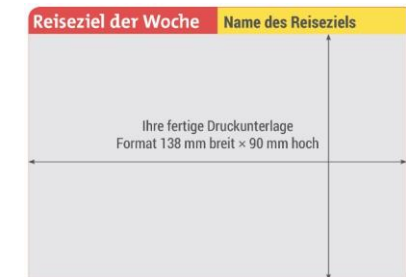 Reiseziel der Woche Name des Reiseziels
Ihre fertige Druckunterlage
Format 138 mm breit × 90 mm hoch